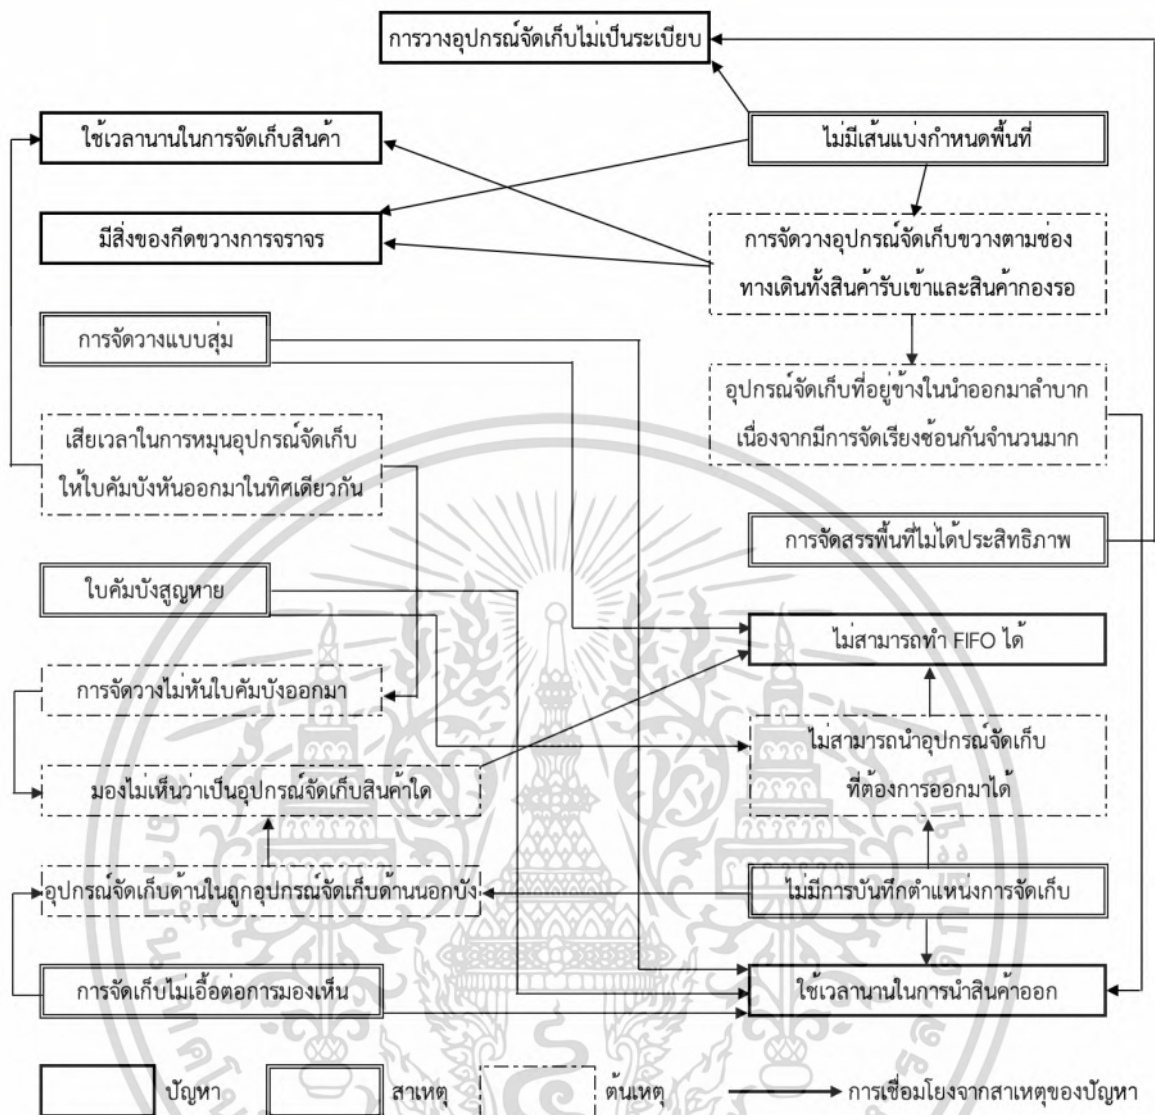 การวางอุปกรณ์จัดเก็บไม่เป็นระเบียบ
ใช้เวลานานในการจัดเก็บสินค้า
ไม่มีเส้นแบ่งกำหนดพื้นที่
มีสิ่งของกีดขวางการจราจร
การจัดวางอุปกรณ์จัดเก็บขวางตามช่อง
ทางเดินทั้งสินค้ารับเข้าและสินค้ากองรอ
การจัดวางแบบสุ่ม
อุปกรณ์จัดเก็บที่อยู่ข้างในนำออกมาลำบาก
เนื่องจากมีการจัดเรียงซ้อนกันจำนวนมาก
เสียเวลาในการหมุนอุปกรณ์จัดเก็บ
ให้ใบคัมบังหันออกมาในทิศเดียวกัน
การจัดสรรพื้นที่ไม่ได้ประสิทธิภาพ
ใบคัมบังสูญหาย
ไม่สามารถทำ FIFO ได้
การจัดวางไม่หันใบคัมบังออกมา
ไม่สามารถนำอุปกรณ์จัดเก็บ
ที่ต้องการออกมาได้
มองไม่เห็นว่าเป็นอุปกรณ์จัดเก็บสินค้าใด
อุปกรณ์จัดเก็บด้านในถูกอุปกรณ์จัดเก็บด้านนอกบัง
ไม่มีการบันทึกตำแหน่งการจัดเก็บ
การจัดเก็บไม่เอื้อต่อการมองเห็น
ใช้เวลานานในการนำสินค้าออก
ปัญหา
สาเหตุ
ต้นเหตุ
การเชื่อมโยงจากสาเหตุของปัญหา